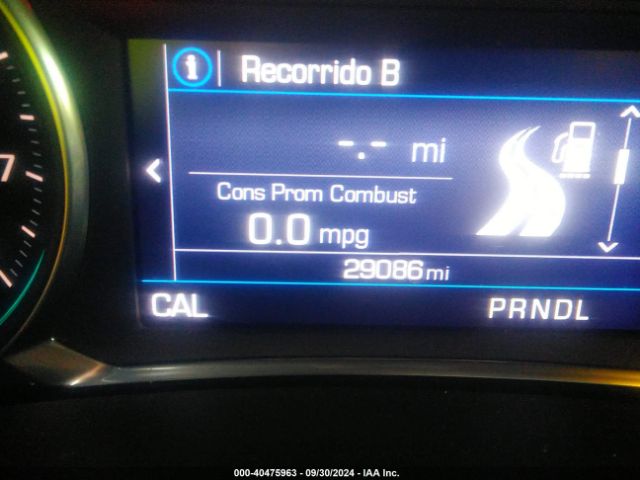 i Recorrido B
7
-.- mi
Cons Prom Combust
0.0 mpg
29086 mi
CAL
PRNDL
000-40475963 - 09/30/2024 - IAA Inc.